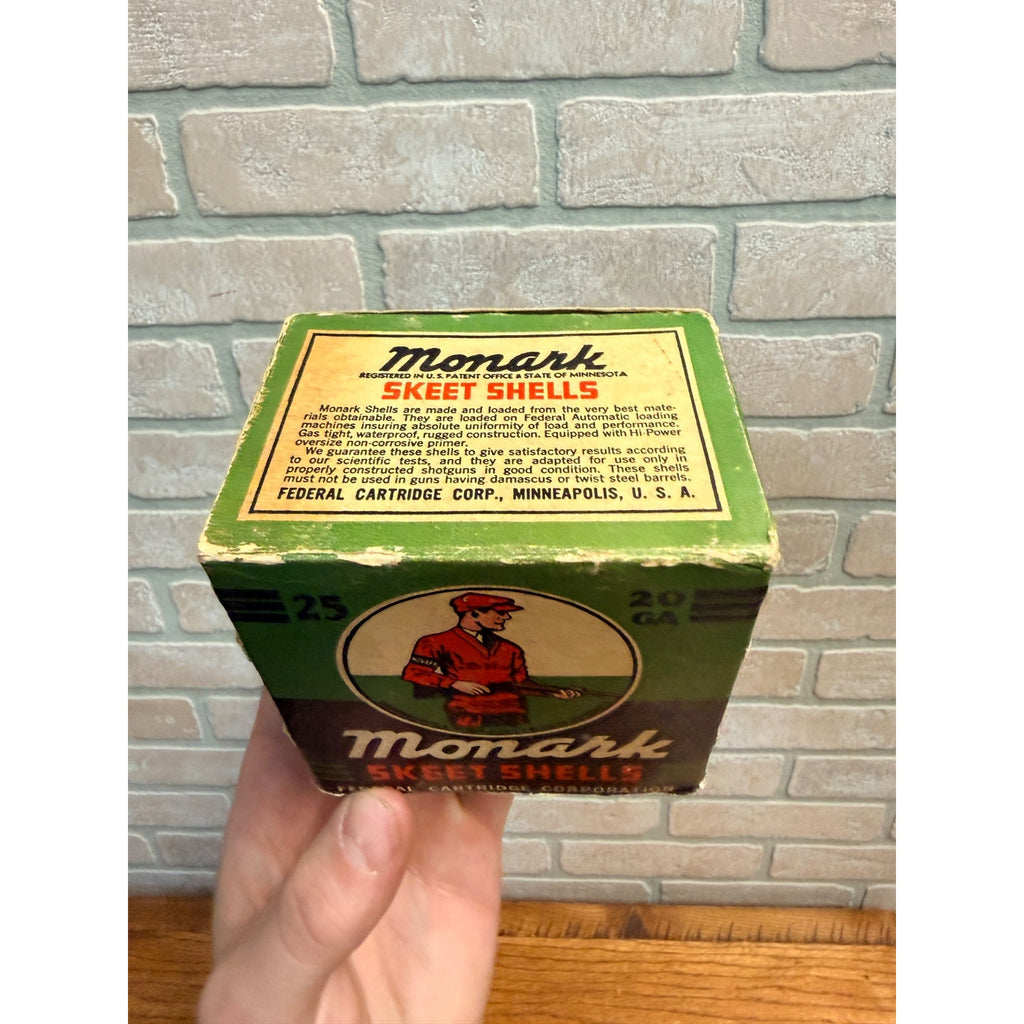 Monark
REGISTERED IN U.S. PATENT OFFICE & STATE OF MINNESOTA
SKEET SHELLS
Monark Shells are made and loaded from the very best mate-
rials obtainable. They are loaded on Federal Automatic loading
machines insuring absolute uniformity of load and performance.
Gas tight, waterproof, rugged construction. Equipped with Hi-Power
oversize non-corrosive primer.
We guarantee these shells to give satisfactory results according
to our scientific tests, and they are adapted for use only in
properly constructed shotguns in good condition. These shells
must not be used in guns having damascus or twist steel barrels.
FEDERAL CARTRIDGE CORP., MINNEAPOLIS, U. S. A.
25
20
GA
MONARK
Monark
SKEET SHELLS
FEDERAL CARTRIDGE CORPORATION